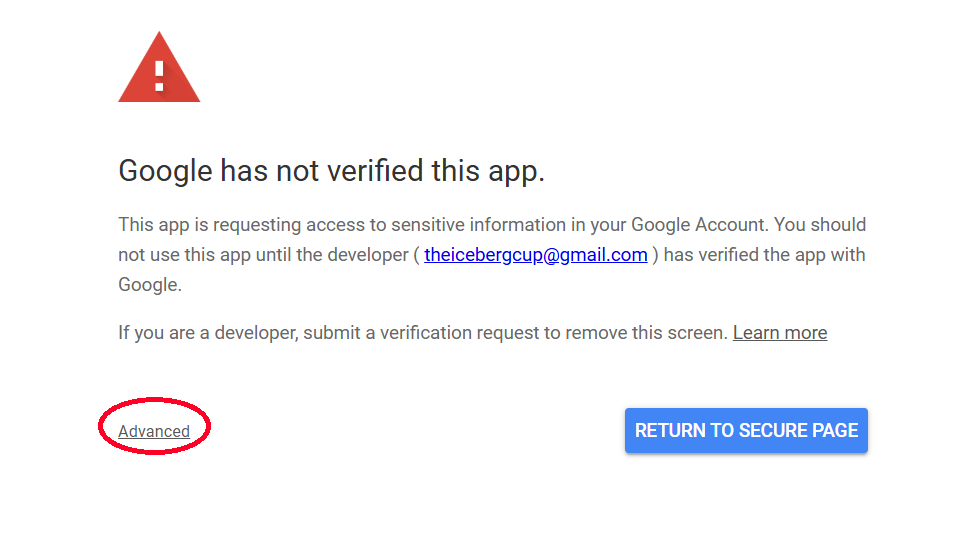 Google has not verified this app.
This app is requesting access to sensitive information in your Google Account. You should
not use this app until the developer ( theicebergcup@gmail.com ) has verified the app with
Google.
If you are a developer, submit a verification request to remove this screen. Learn more
Advanced
RETURN TO SECURE PAGE